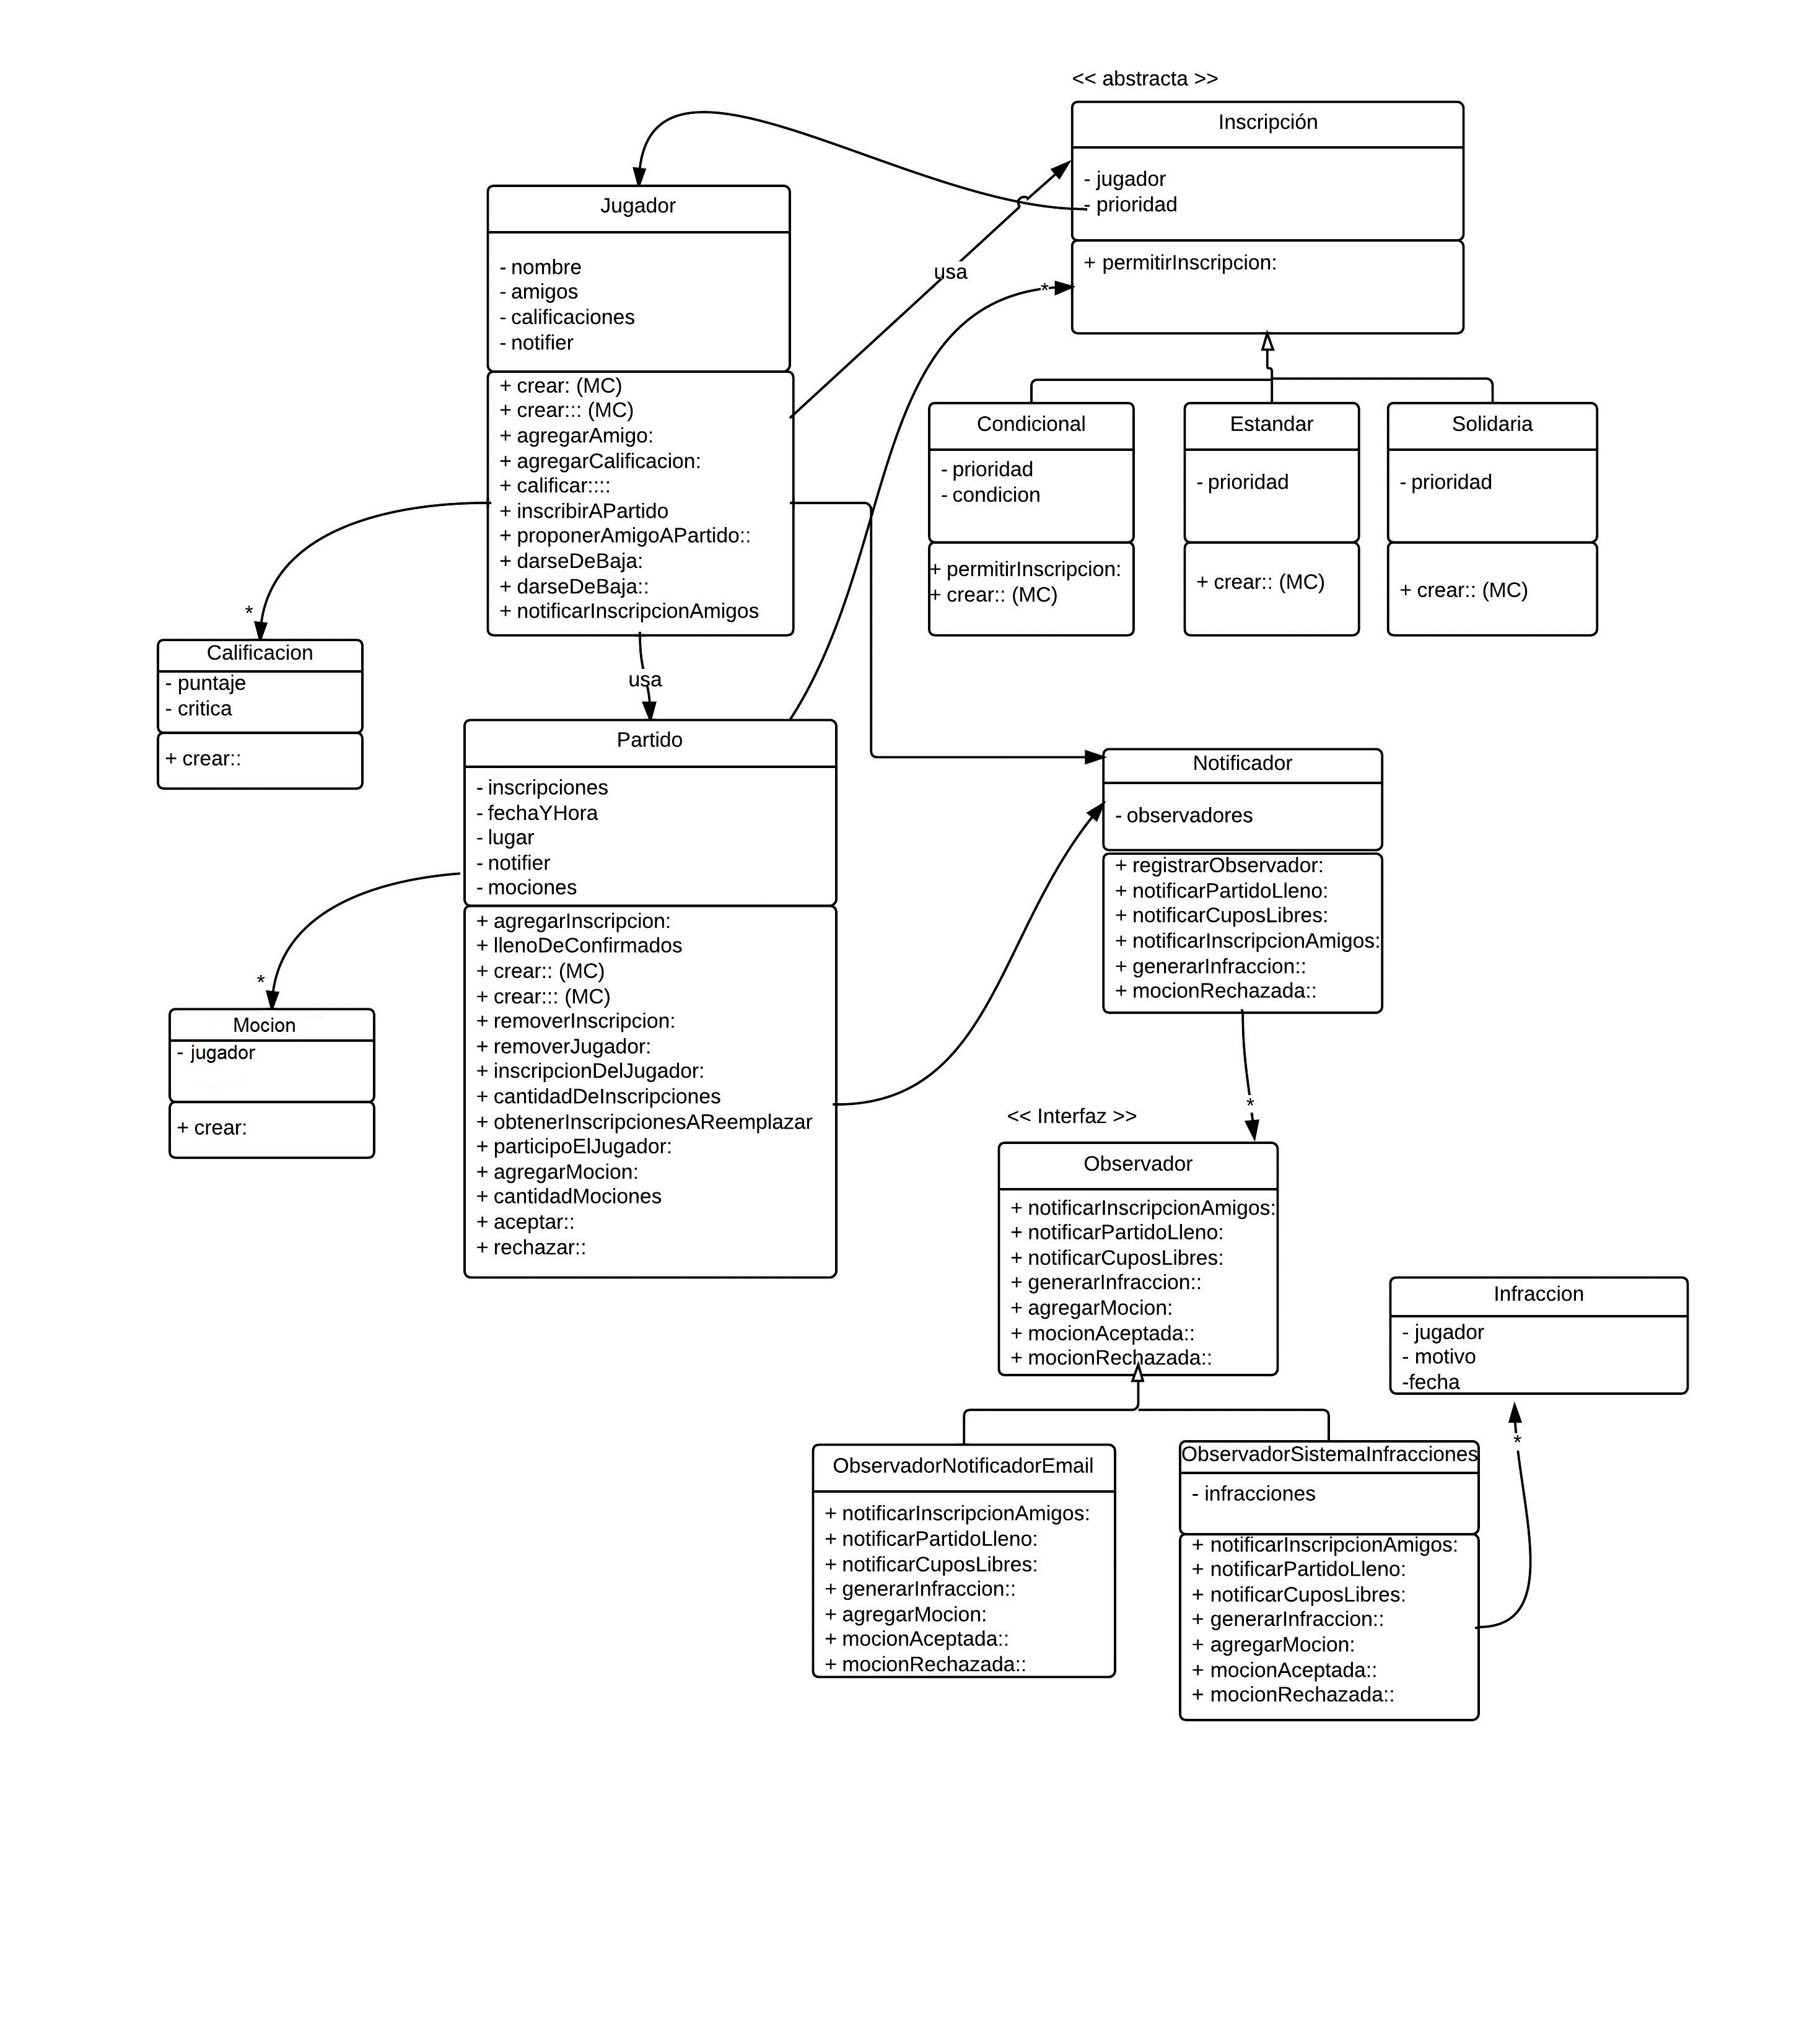 << abstracta >>
Inscripción
- jugador
- prioridad
+ permitirInscripcion:
Jugador
- nombre
- amigos
- calificaciones
- notifier
+ crear: (MC)
+ crear::: (MC)
+ agregarAmigo:
+ agregarCalificacion:
+ calificar::::
+ inscribirAPartido
+ proponerAmigoAPartido::
+ darseDeBaja:
+ darseDeBaja::
+ notificarInscripcionAmigos
usa
*
Condicional
- prioridad
- condicion
+ permitirInscripcion:
+ crear:: (MC)
Estandar
- prioridad
+ crear:: (MC)
Solidaria
- prioridad
+ crear:: (MC)
*
Calificacion
- puntaje
- critica
+ crear::
usa
Partido
- inscripciones
- fechaYHora
- lugar
- notifier
- mociones
+ agregarInscripcion:
+ llenoDeConfirmados
+ crear:: (MC)
+ crear::: (MC)
+ removerInscripcion:
+ removerJugador:
+ inscripcionDelJugador:
+ cantidadDeInscripciones
+ obtenerInscripcionesAReemplazar
+ participoElJugador:
+ agregarMocion:
+ cantidadMociones
+ aceptar::
+ rechazar::
Notificador
- observadores
+ registrarObservador:
+ notificarPartidoLleno:
+ notificarCuposLibres:
+ notificarInscripcionAmigos:
+ generarInfraccion::
+ mocionRechazada::
*
Mocion
- jugador
+ crear:
*
<< Interfaz >>
Observador
+ notificarInscripcionAmigos:
+ notificarPartidoLleno:
+ notificarCuposLibres:
+ generarInfraccion::
+ agregarMocion:
+ mocionAceptada::
+ mocionRechazada::
Infraccion
- jugador
- motivo
-fecha
*
ObservadorNotificadorEmail
+ notificarInscripcionAmigos:
+ notificarPartidoLleno:
+ notificarCuposLibres:
+ generarInfraccion::
+ agregarMocion:
+ mocionAceptada::
+ mocionRechazada::
ObservadorSistemaInfracciones
- infracciones
+ notificarInscripcionAmigos:
+ notificarPartidoLleno:
+ notificarCuposLibres:
+ generarInfraccion::
+ agregarMocion:
+ mocionAceptada::
+ mocionRechazada::